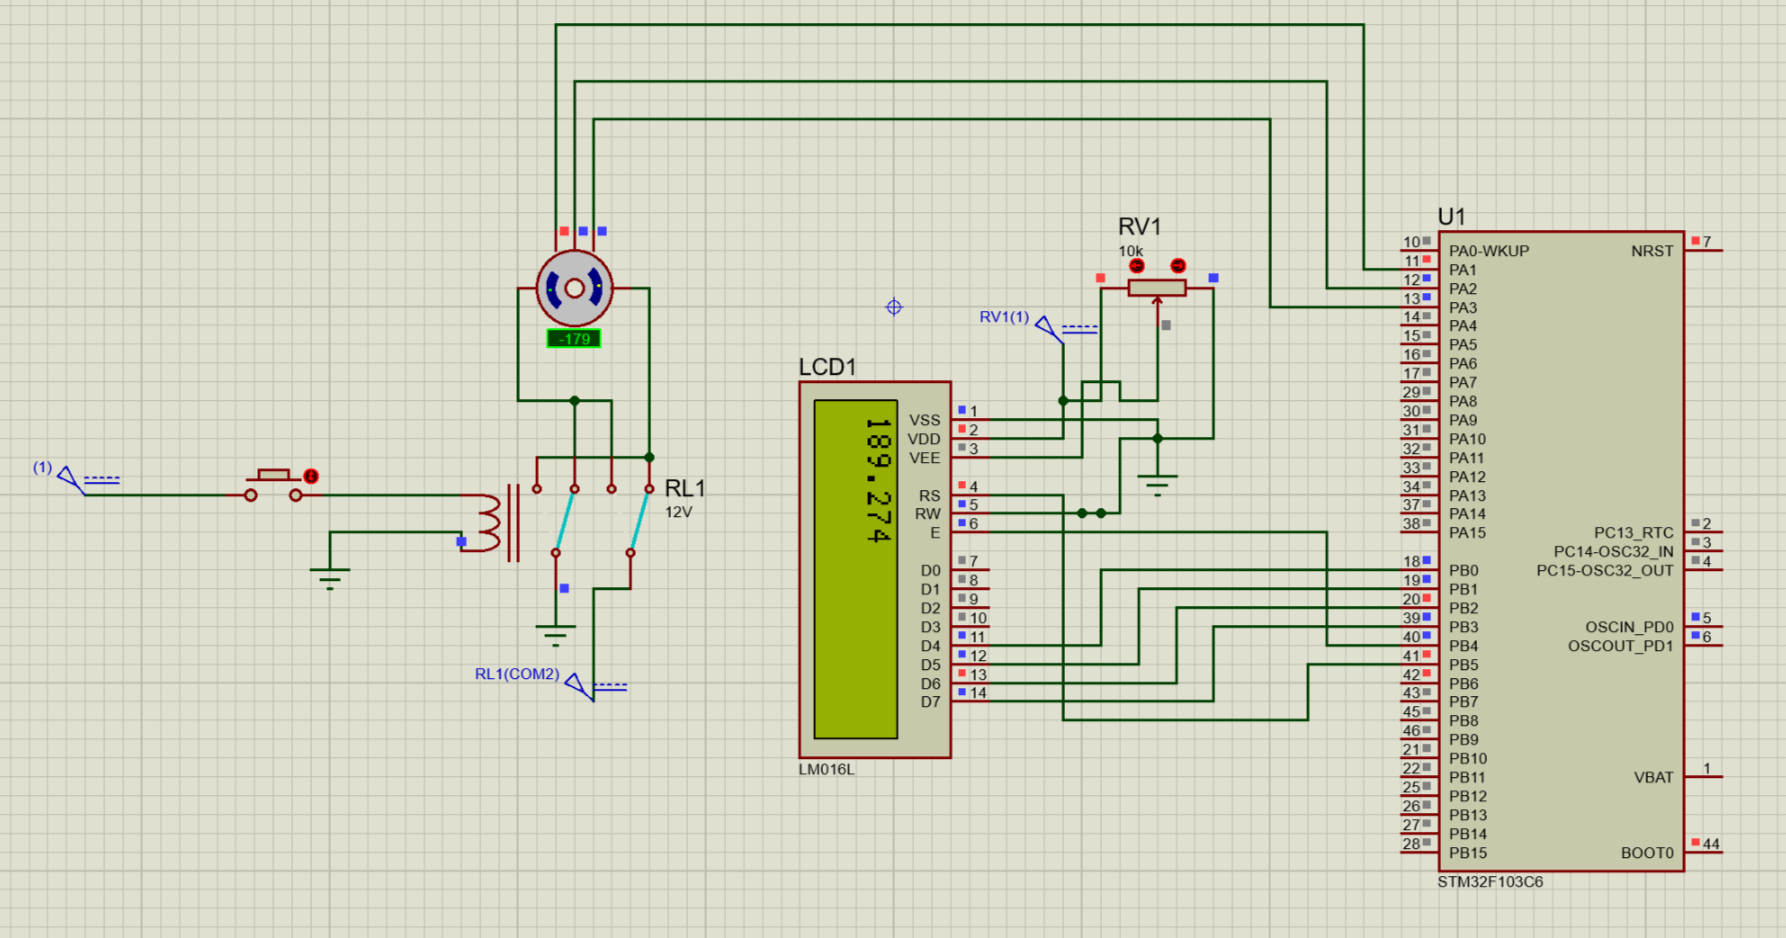 RV1
10k
U1
10 PA0-WKUP
11 PA1
12 PA2
13 PA3
14 PA4
15 PA5
16 PA6
17 PA7
29 PA8
30 PA9
31 PA10
32 PA11
33 PA12
34 PA13
37 PA14
38 PA15
18 PB0
19 PB1
20 PB2
39 PB3
40 PB4
41 PB5
42 PB6
43 PB7
45 PB8
46 PB9
21 PB10
22 PB11
25 PB12
26 PB13
27 PB14
28 PB15
NRST 7
PC13_RTC 2
PC14-OSC32_IN 3
PC15-OSC32_OUT 4
OSCIN_PD0 5
OSCOUT_PD1 6
VBAT 1
BOOT0 44
STM32F103C6
-179
RV1(1)
LCD1
189.274
VSS 1
VDD 2
VEE 3
RS 4
RW 5
E 6
D0 7
D1 8
D2 9
D3 10
D4 11
D5 12
D6 13
D7 14
LM016L
(1)
RL1
12V
RL1(COM2)